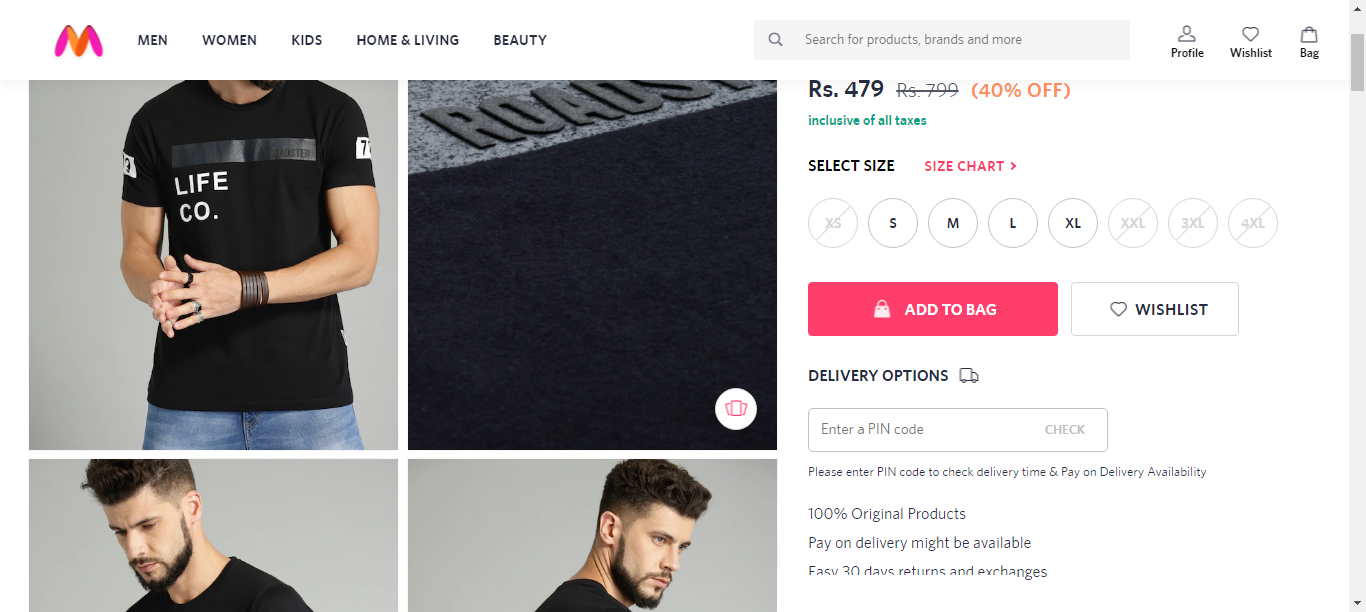 MEN WOMEN KIDS HOME & LIVING BEAUTY
Search for products, brands and more
Profile Wishlist Bag
ROADSTER
LIFE
CO.
ROADST
Rs. 479 Rs. 799 (40% OFF)
inclusive of all taxes
SELECT SIZE SIZE CHART >
XS S M L XL XXL 3XL 4XL
ADD TO BAG WISHLIST
DELIVERY OPTIONS
Enter a PIN code CHECK
Please enter PIN code to check delivery time & Pay on Delivery Availability
100% Original Products
Pay on delivery might be available
Easy 30 days returns and exchanges